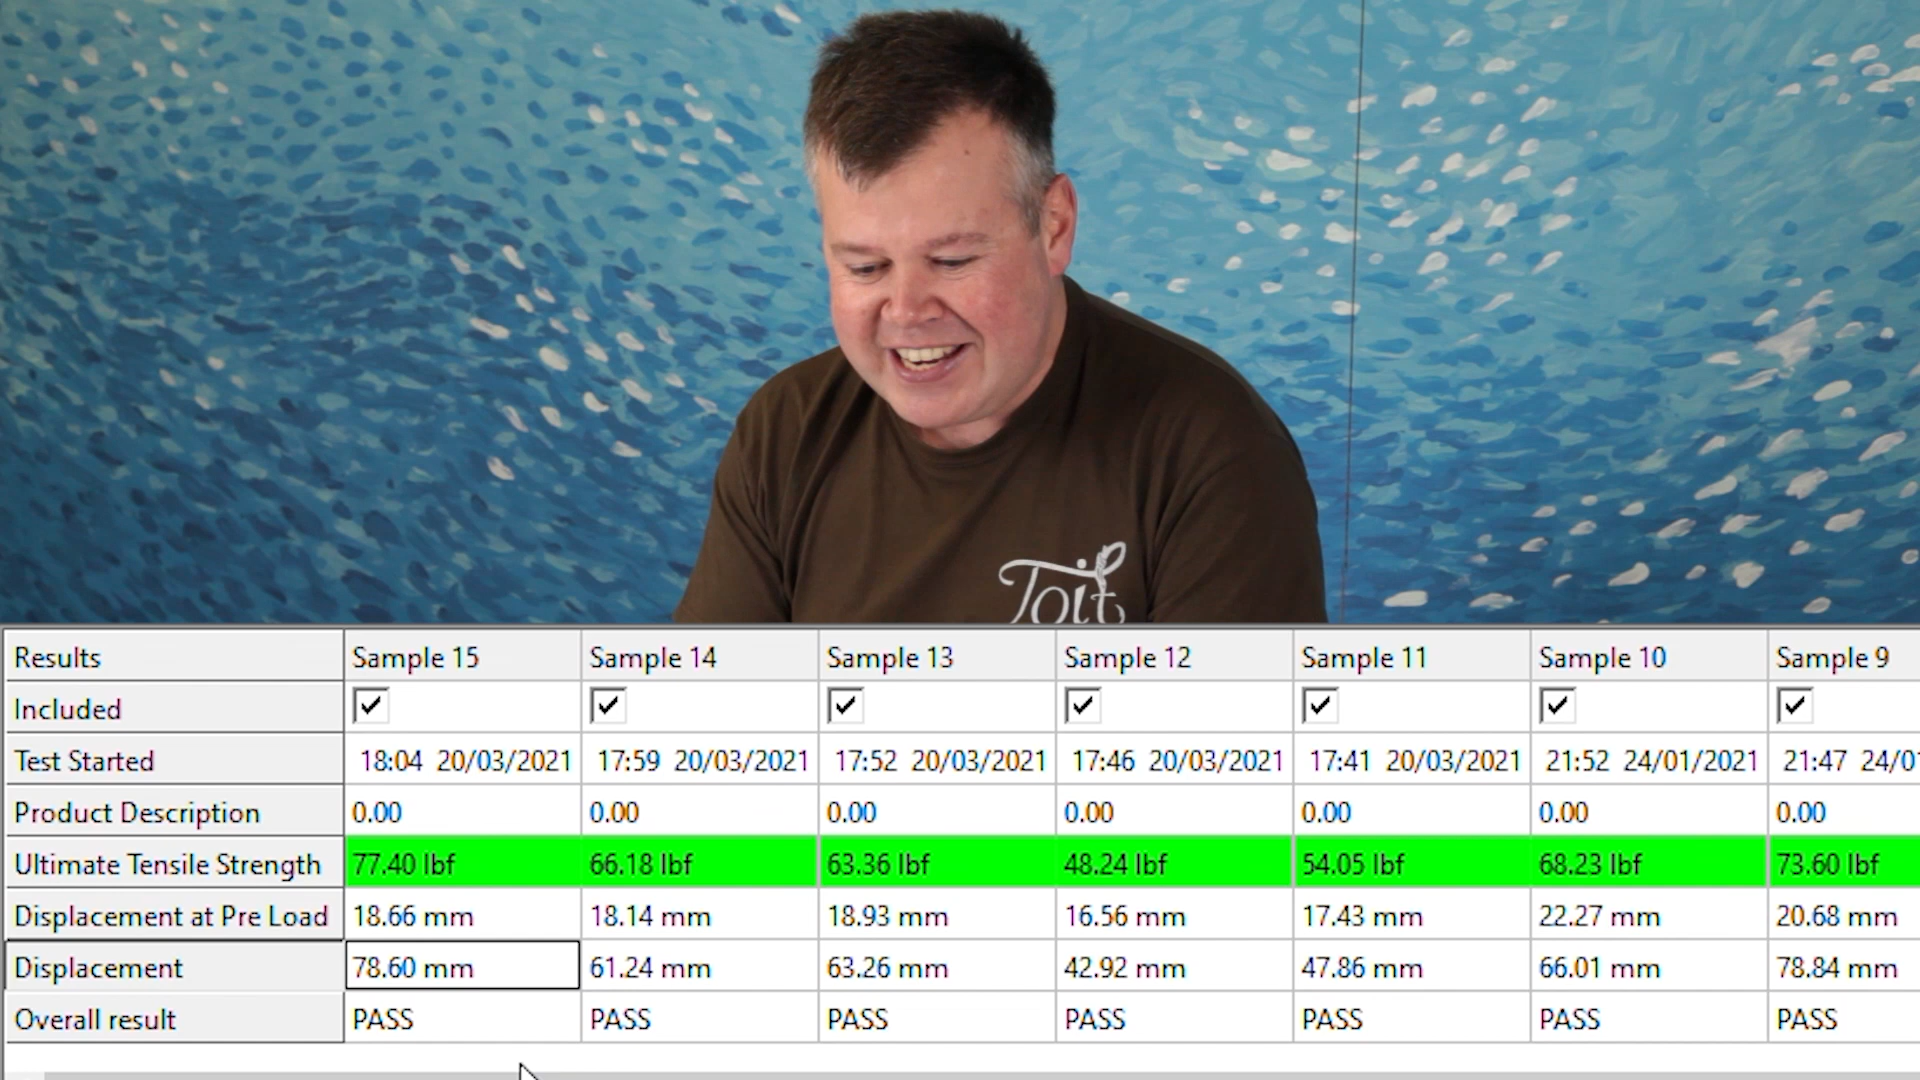 Toit
Results Sample 15 Sample 14 Sample 13 Sample 12 Sample 11 Sample 10 Sample 9
Included
Test Started 18:04 20/03/2021 17:59 20/03/2021 17:52 20/03/2021 17:46 20/03/2021 17:41 20/03/2021 21:52 24/01/2021 21:47 24/0
Product Description 0.00 0.00 0.00 0.00 0.00 0.00 0.00
Ultimate Tensile Strength 77.40 lbf 66.18 lbf 63.36 lbf 48.24 lbf 54.05 lbf 68.23 lbf 73.60 lbf
Displacement at Pre Load 18.66 mm 18.14 mm 18.93 mm 16.56 mm 17.43 mm 22.27 mm 20.68 mm
Displacement 78.60 mm 61.24 mm 63.26 mm 42.92 mm 47.86 mm 66.01 mm 78.84 mm
Overall result PASS PASS PASS PASS PASS PASS PASS